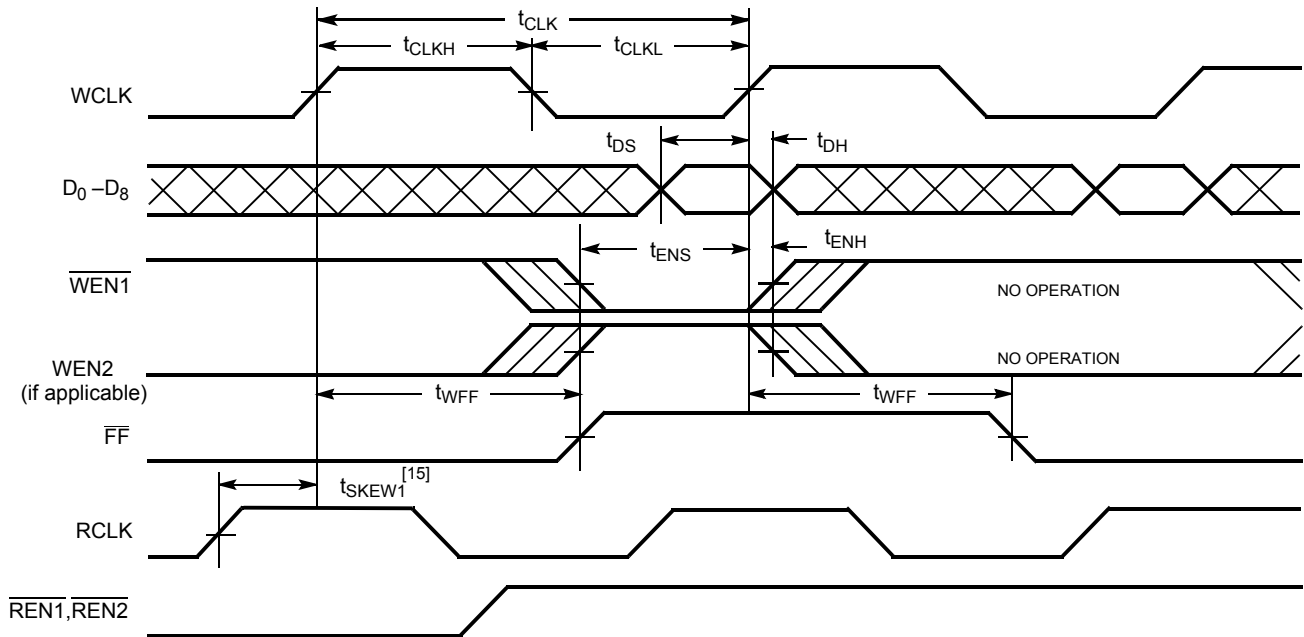 tCLK
tCLKH
tCLKL
WCLK
tDS
tDH
D0 –D8
tENS
tENH
WEN1
NO OPERATION
WEN2
(if applicable)
NO OPERATION
tWFF
tWFF
FF
tSKEW1[15]
RCLK
REN1,REN2